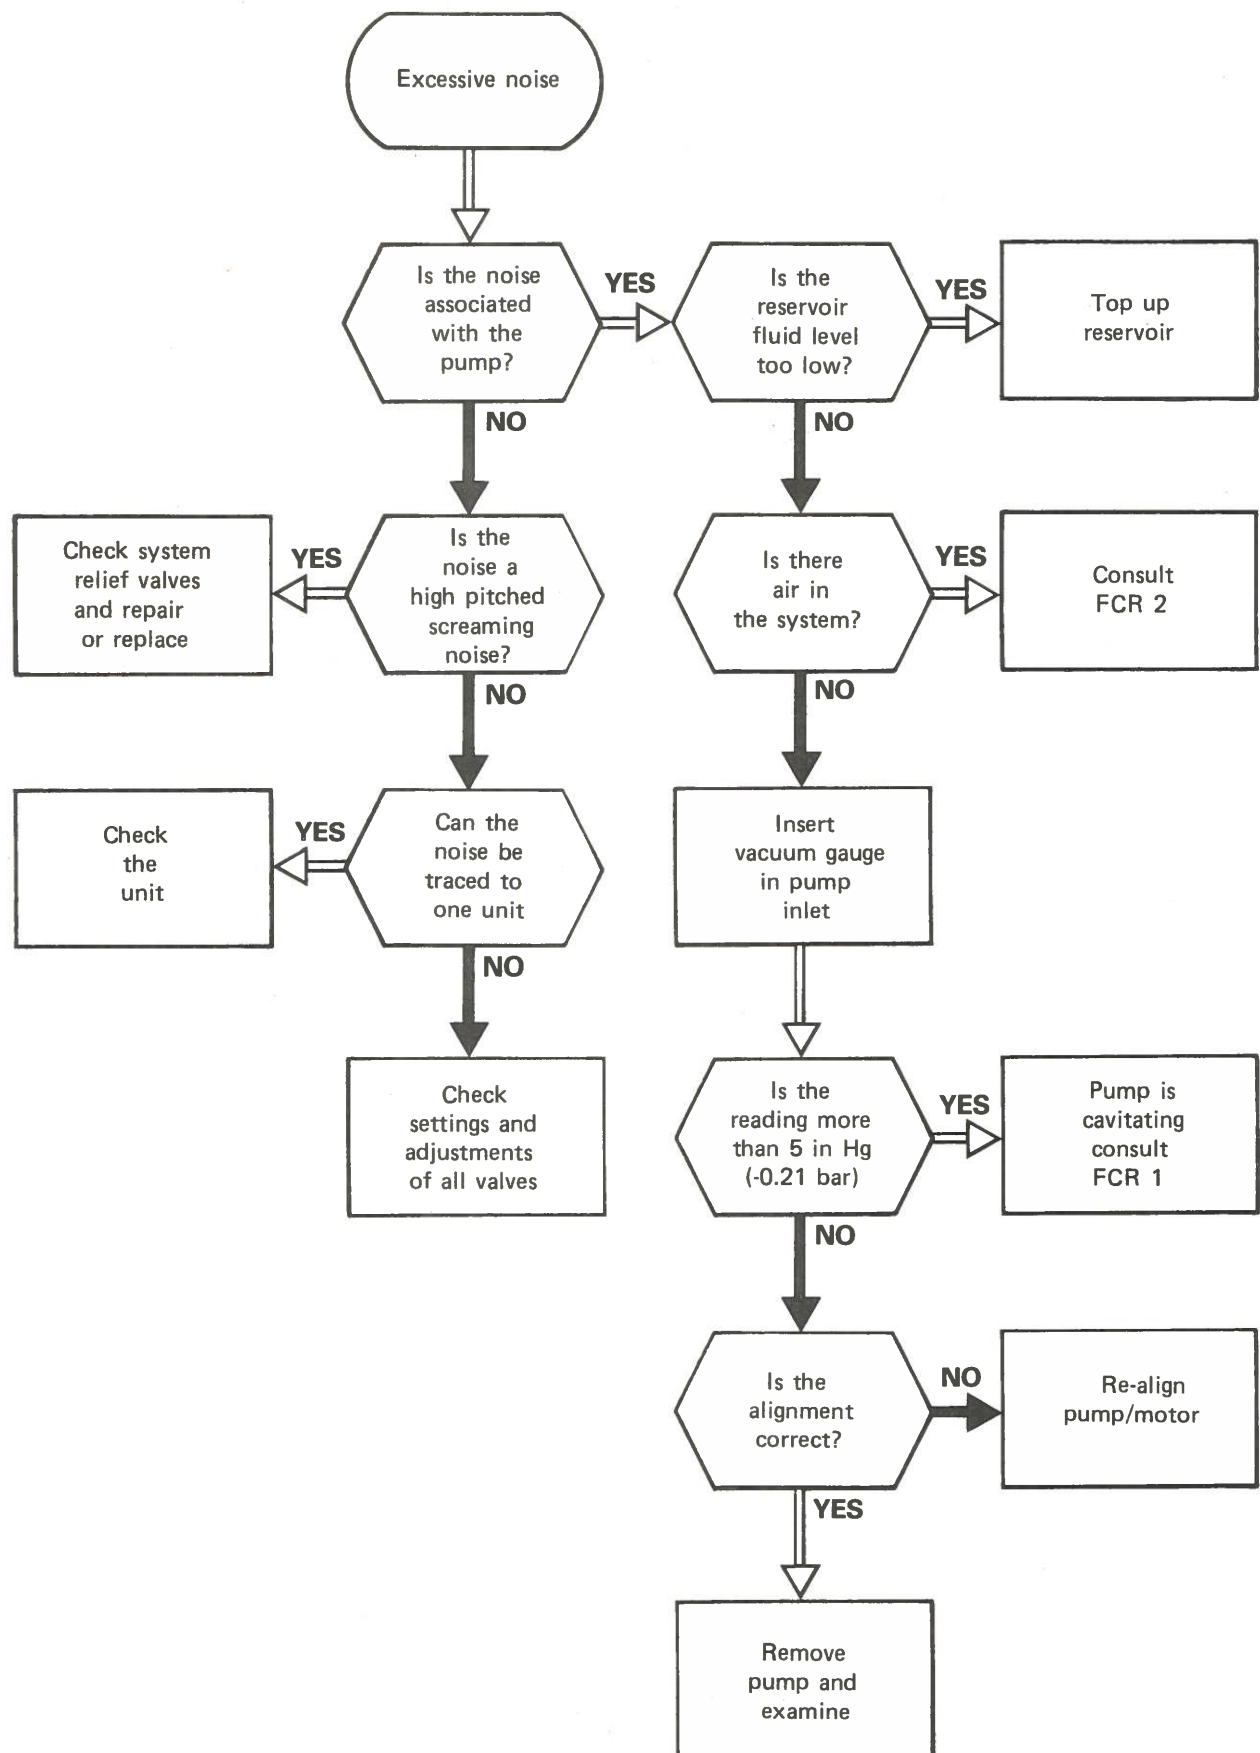 Excessive noise
Is the noise
associated
with the
pump?
YES
Is the
reservoir
fluid level
too low?
YES
Top up
reservoir
NO
NO
Check system
relief valves
and repair
or replace
YES
Is the
noise a
high pitched
screaming
noise?
Is there
air in
the system?
YES
Consult
FCR 2
NO
NO
Check
the
unit
YES
Can the
noise be
traced to
one unit
Insert
vacuum gauge
in pump
inlet
NO
Check
settings and
adjustments
of all valves
Is the
reading more
than 5 in Hg
(-0.21 bar)
YES
Pump is
cavitating
consult
FCR 1
NO
Is the
alignment
correct?
NO
Re-align
pump/motor
YES
Remove
pump and
examine